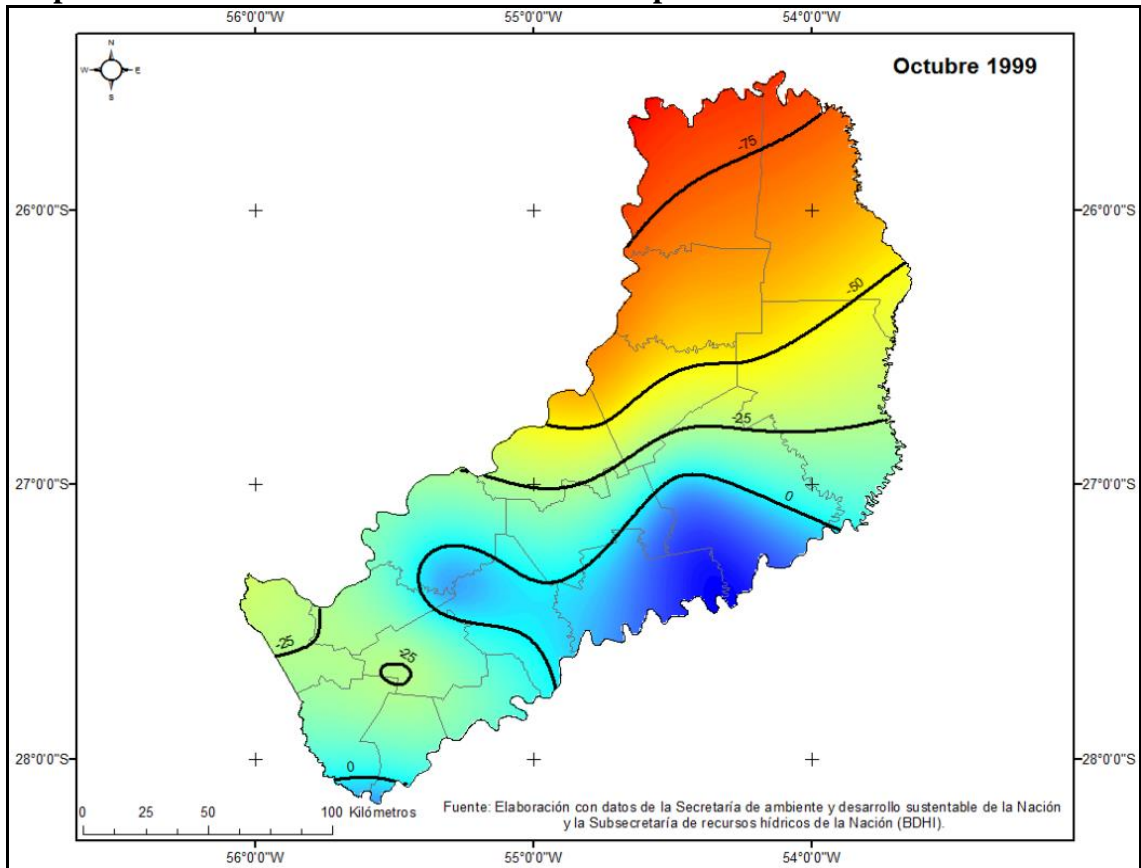 56°0'0"W 55°0'0"W 54°0'0"W
N
W E
S
Octubre 1999
-75
26°0'0"S 26°0'0"S
-50
-25
27°0'0"S 27°0'0"S
0
-25
-25
28°0'0"S 28°0'0"S
0
0 25 50 100 Kilómetros
Fuente: Elaboración con datos de la Secretaría de ambiente y desarrollo sustentable de la Nación
y la Subsecretaría de recursos hídricos de la Nación (BDHI).
56°0'0"W 55°0'0"W 54°0'0"W